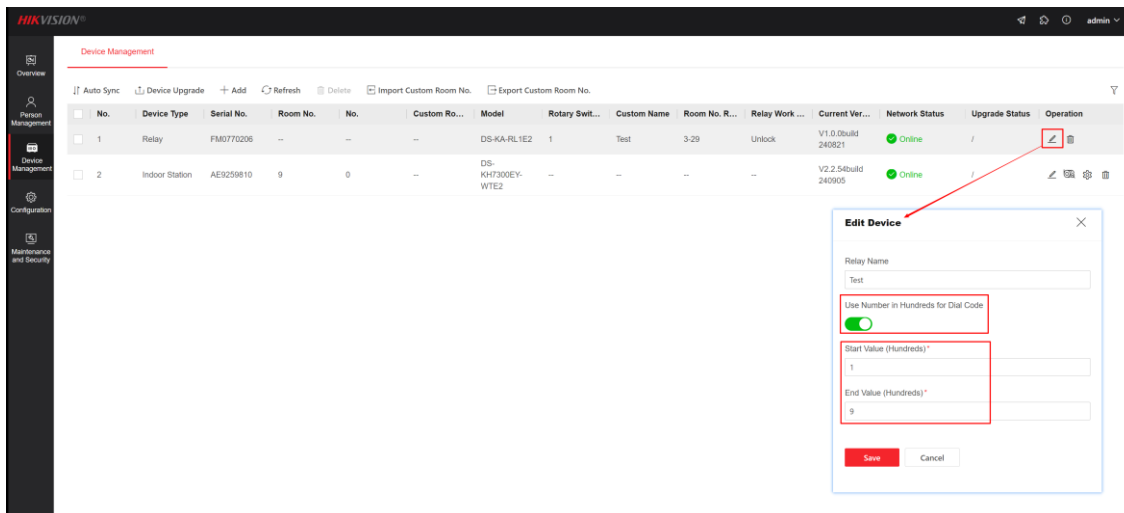 HIKVISION®
admin
Overview
Person Management
Device Management
Configuration
Maintenance and Security
Device Management
Auto Sync Device Upgrade Add Refresh Delete Import Custom Room No. Export Custom Room No.
No. Device Type Serial No. Room No. No. Custom Ro... Model Rotary Swit... Custom Name Room No. R... Relay Work ... Current Ver... Network Status Upgrade Status Operation
1 Relay FM0770206 -- -- -- DS-KA-RL1E2 1 Test 3-29 Unlock V1.0.0build 240821 Online /
2 Indoor Station AE9259810 9 0 -- DS-KH7300EY-WTE2 -- -- -- -- V2.2.54build 240905 Online /
Edit Device
Relay Name
Test
Use Number in Hundreds for Dial Code
Start Value (Hundreds)*
1
End Value (Hundreds)*
9
Save Cancel